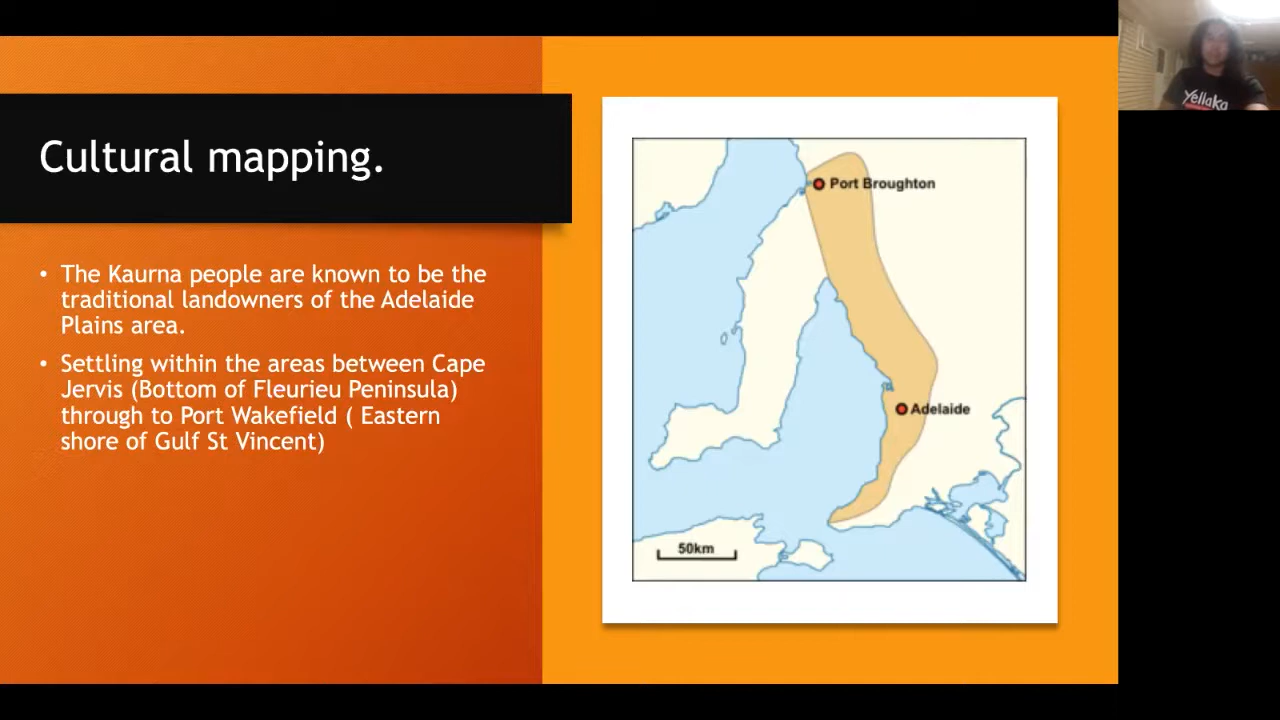 Cultural mapping.
• The Kaurna people are known to be the
traditional landowners of the Adelaide
Plains area.
• Settling within the areas between Cape
Jervis (Bottom of Fleurieu Peninsula)
through to Port Wakefield ( Eastern
shore of Gulf St Vincent)
Port Broughton
Adelaide
50km
Yellaka